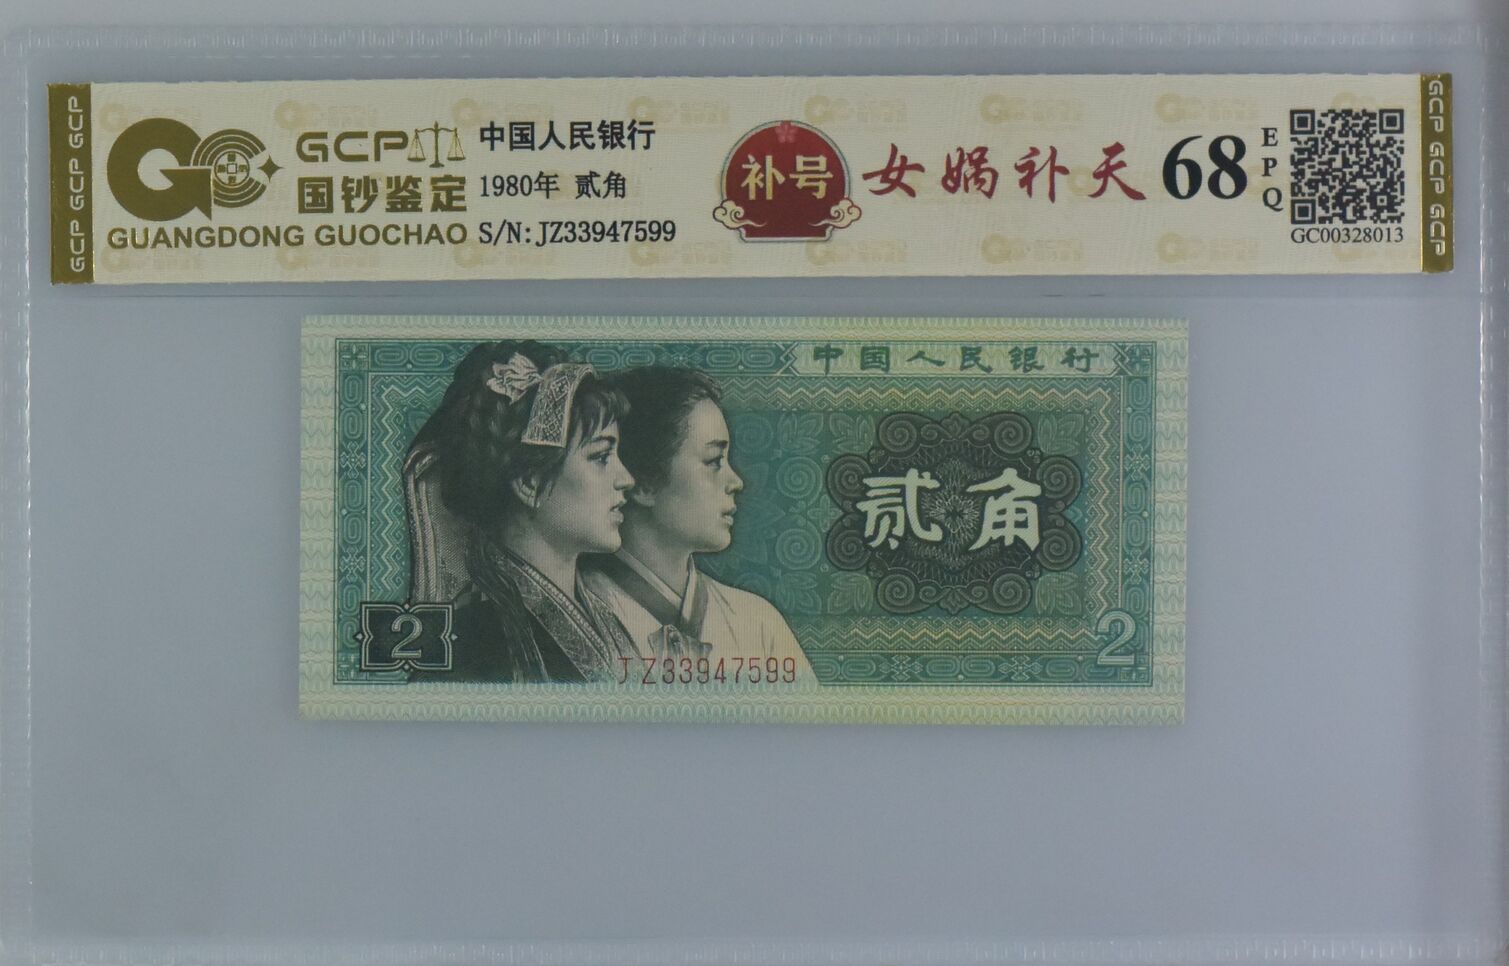 GCP GCP GCP
GCP
国钞鉴定
GUANGDONG GUOCHAO
中国人民银行
1980年 贰角
S/N: JZ33947599
补号
女娲补天
68
EPQ
GC00328013
GCP GCP GCP
中国人民银行
贰角
2
2
JZ33947599